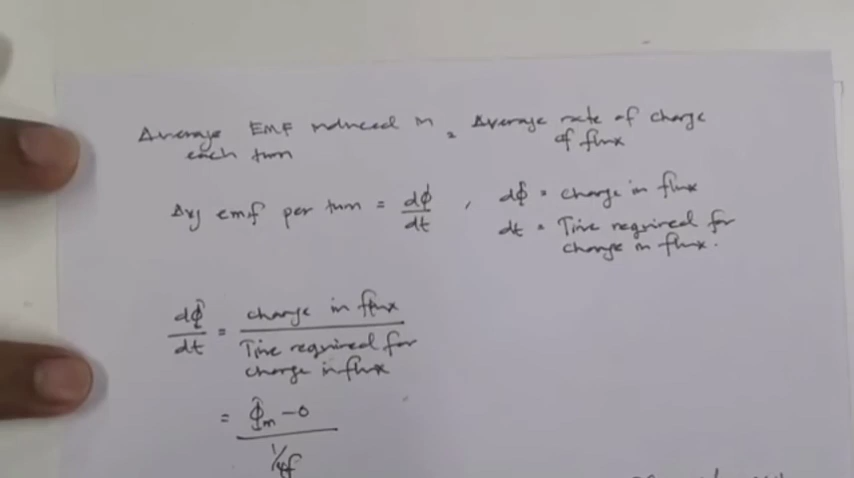 Average EMF induced in = Average rate of change
each turn of flux
Avg emf per turn = dΦ/dt , dΦ = change in flux
dt = Time required for
change in flux.
dΦ/dt = change in flux
Time required for
change in flux
= Φm - 0
1/4f